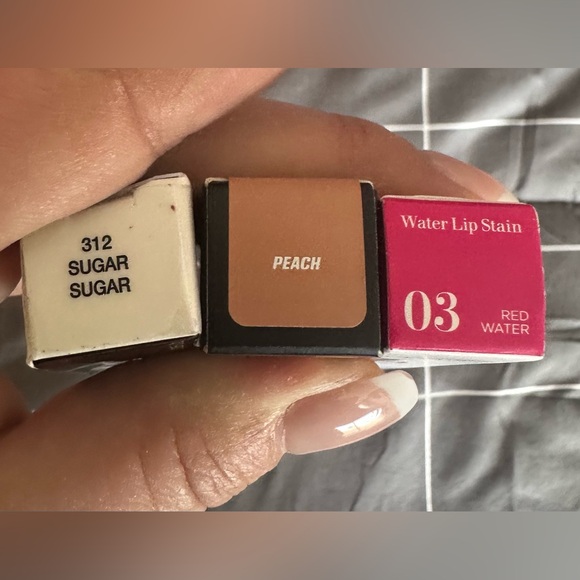 312
SUGAR
SUGAR
PEACH
Water Lip Stain
03
RED
WATER